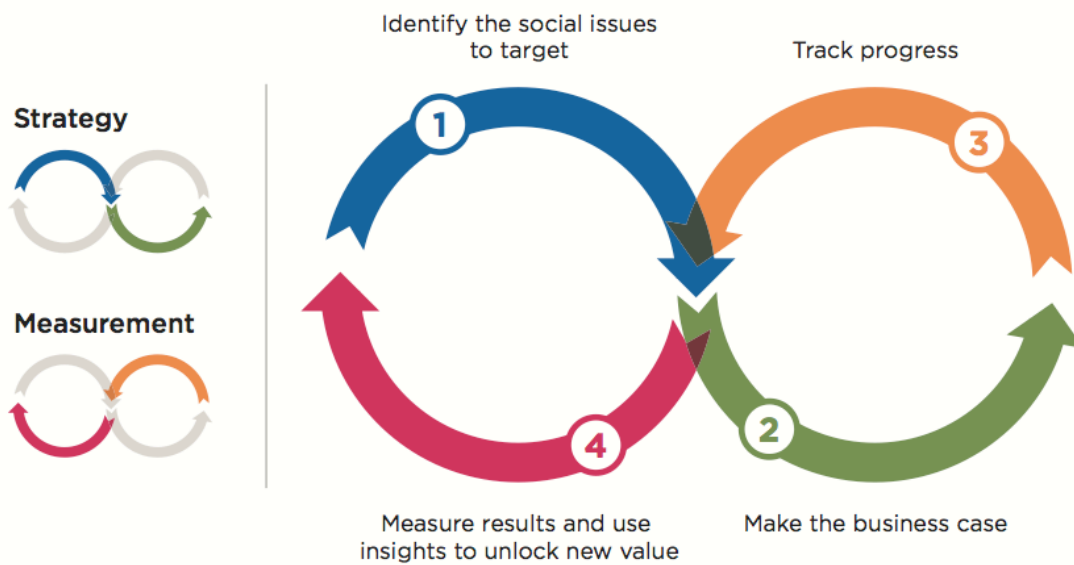 Strategy
Measurement
Identify the social issues
to target
1
Track progress
3
4
Measure results and use
insights to unlock new value
2
Make the business case